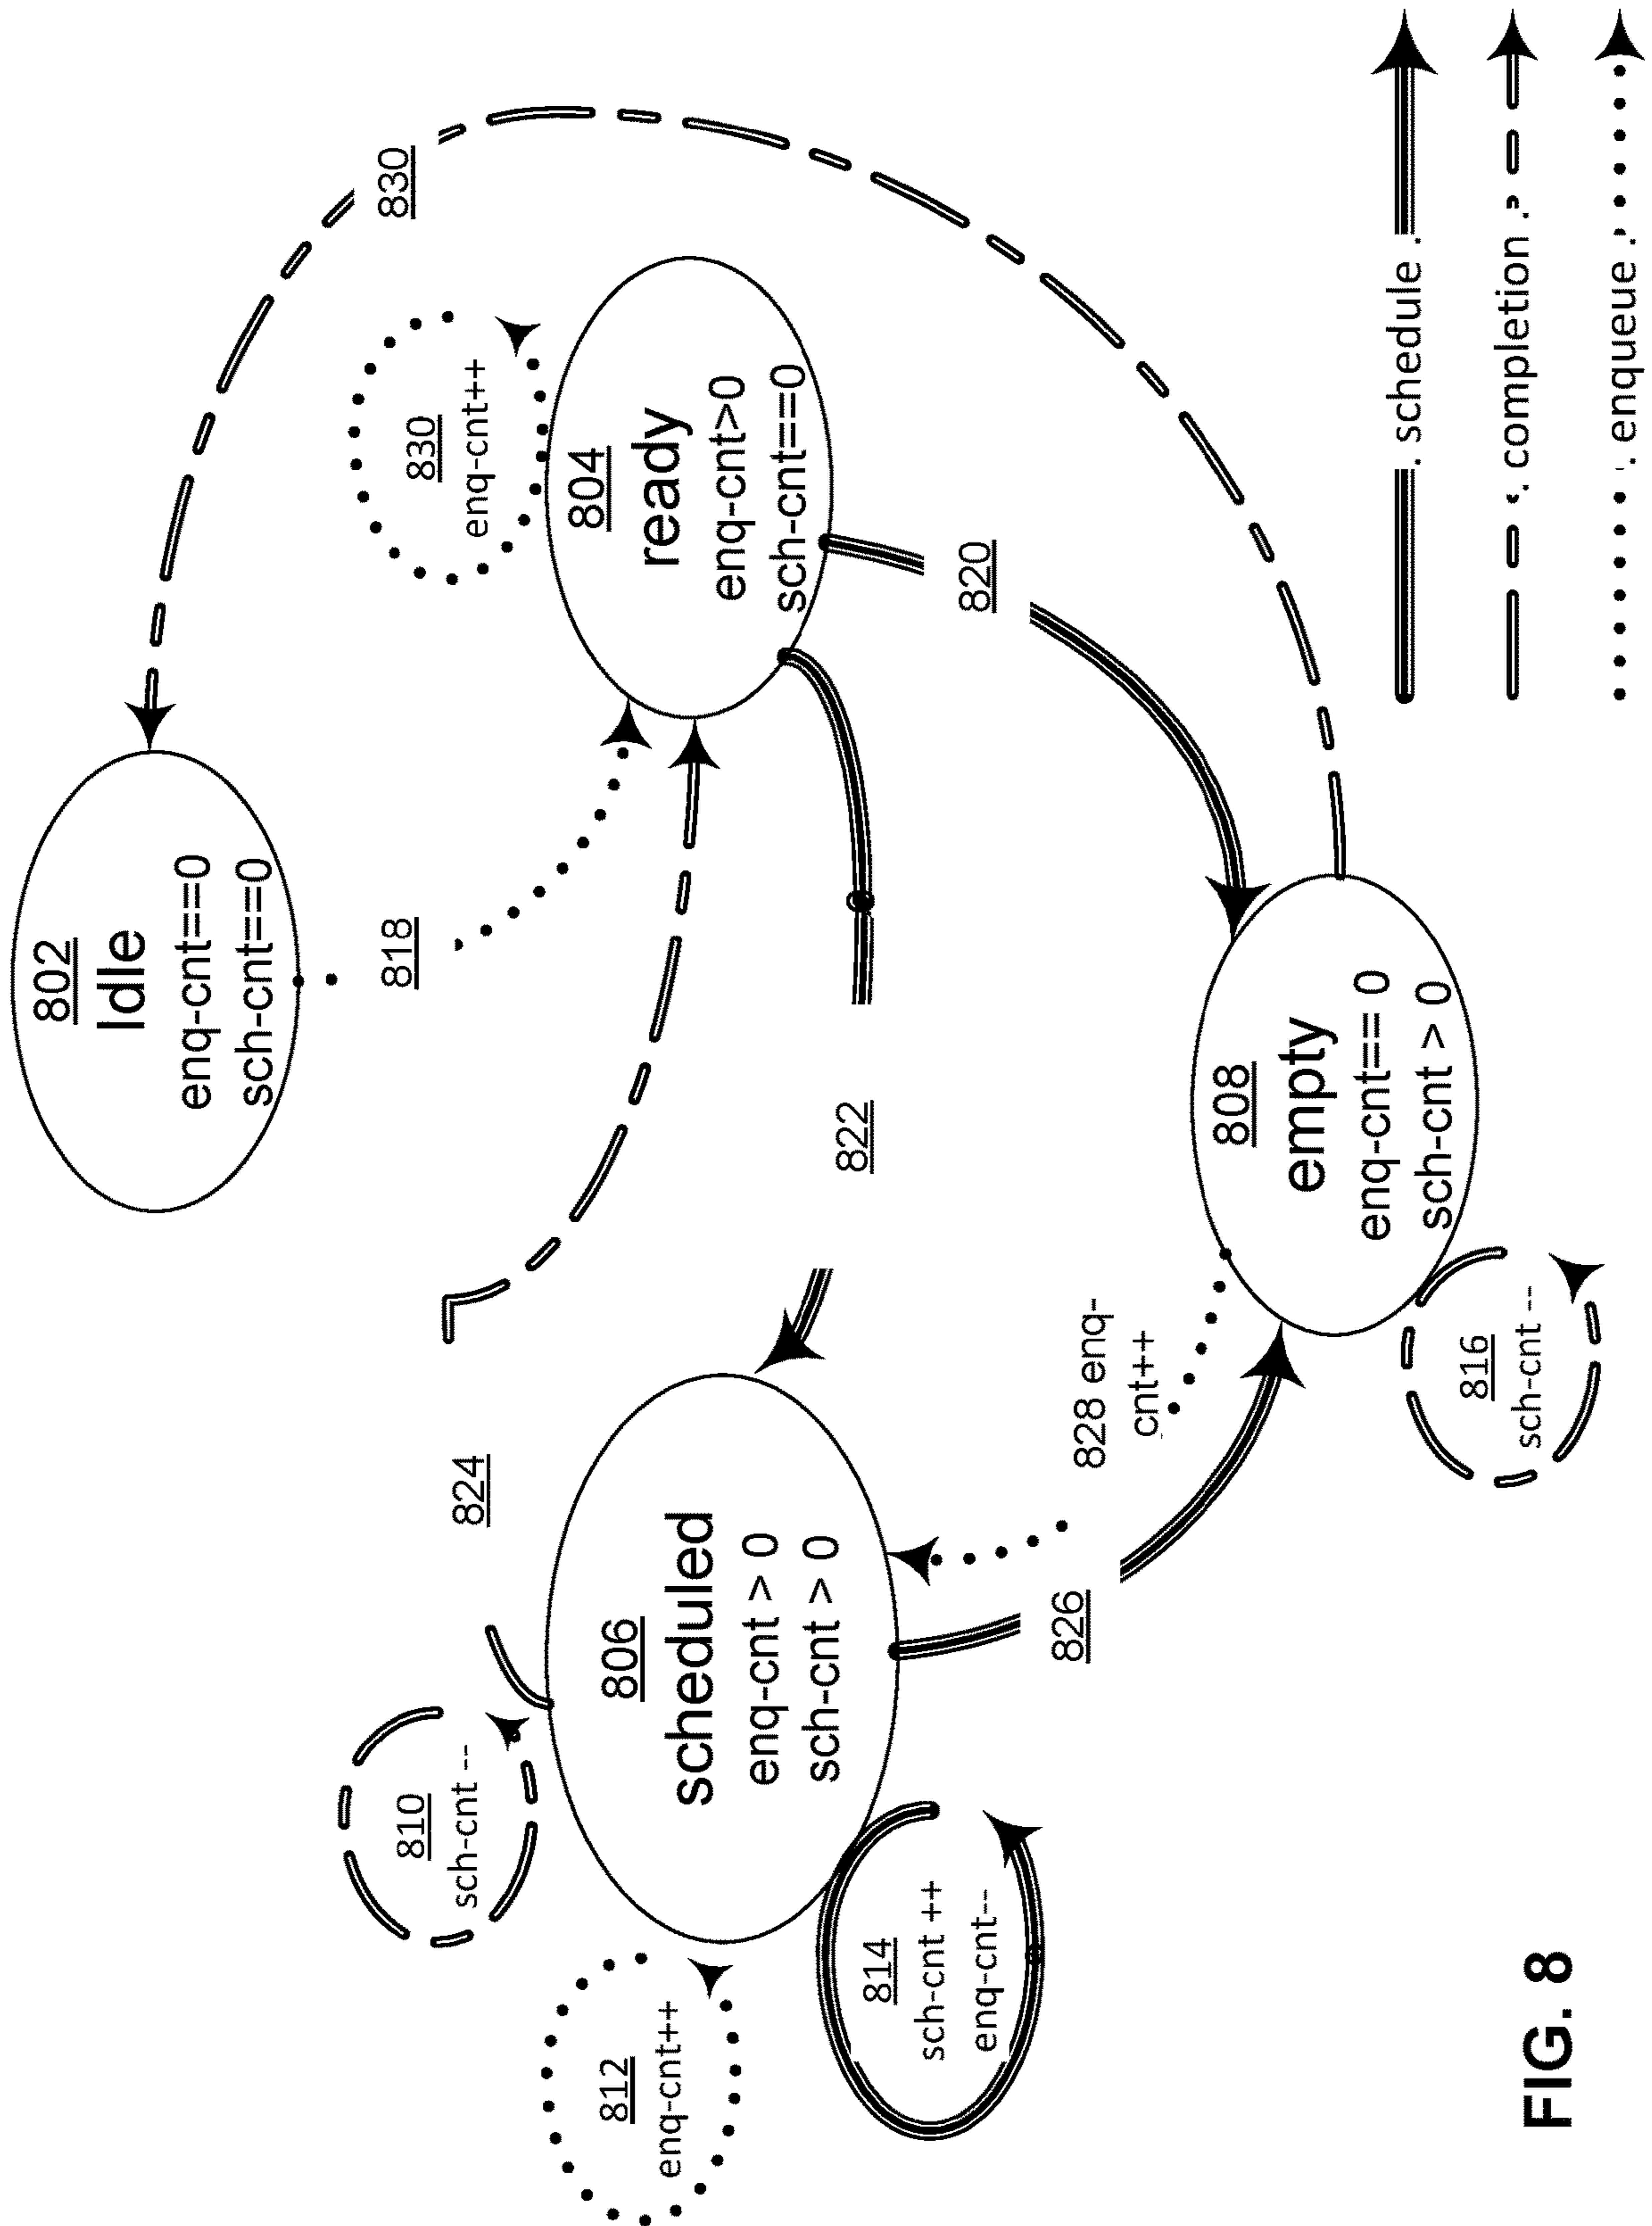 802
Idle
enq-cnt==0
sch-cnt==0
830
818
830
enq-cnt++
804
ready
enq-cnt>0
sch-cnt==0
824
822
820
810
sch-cnt --
812
enq-cnt++
806
scheduled
enq-cnt > 0
sch-cnt > 0
814
sch-cnt ++
enq-cnt--
826
828 enq-
cnt++
808
empty
enq-cnt== 0
sch-cnt > 0
816
sch-cnt --
schedule
completion
enqueue
FIG. 8